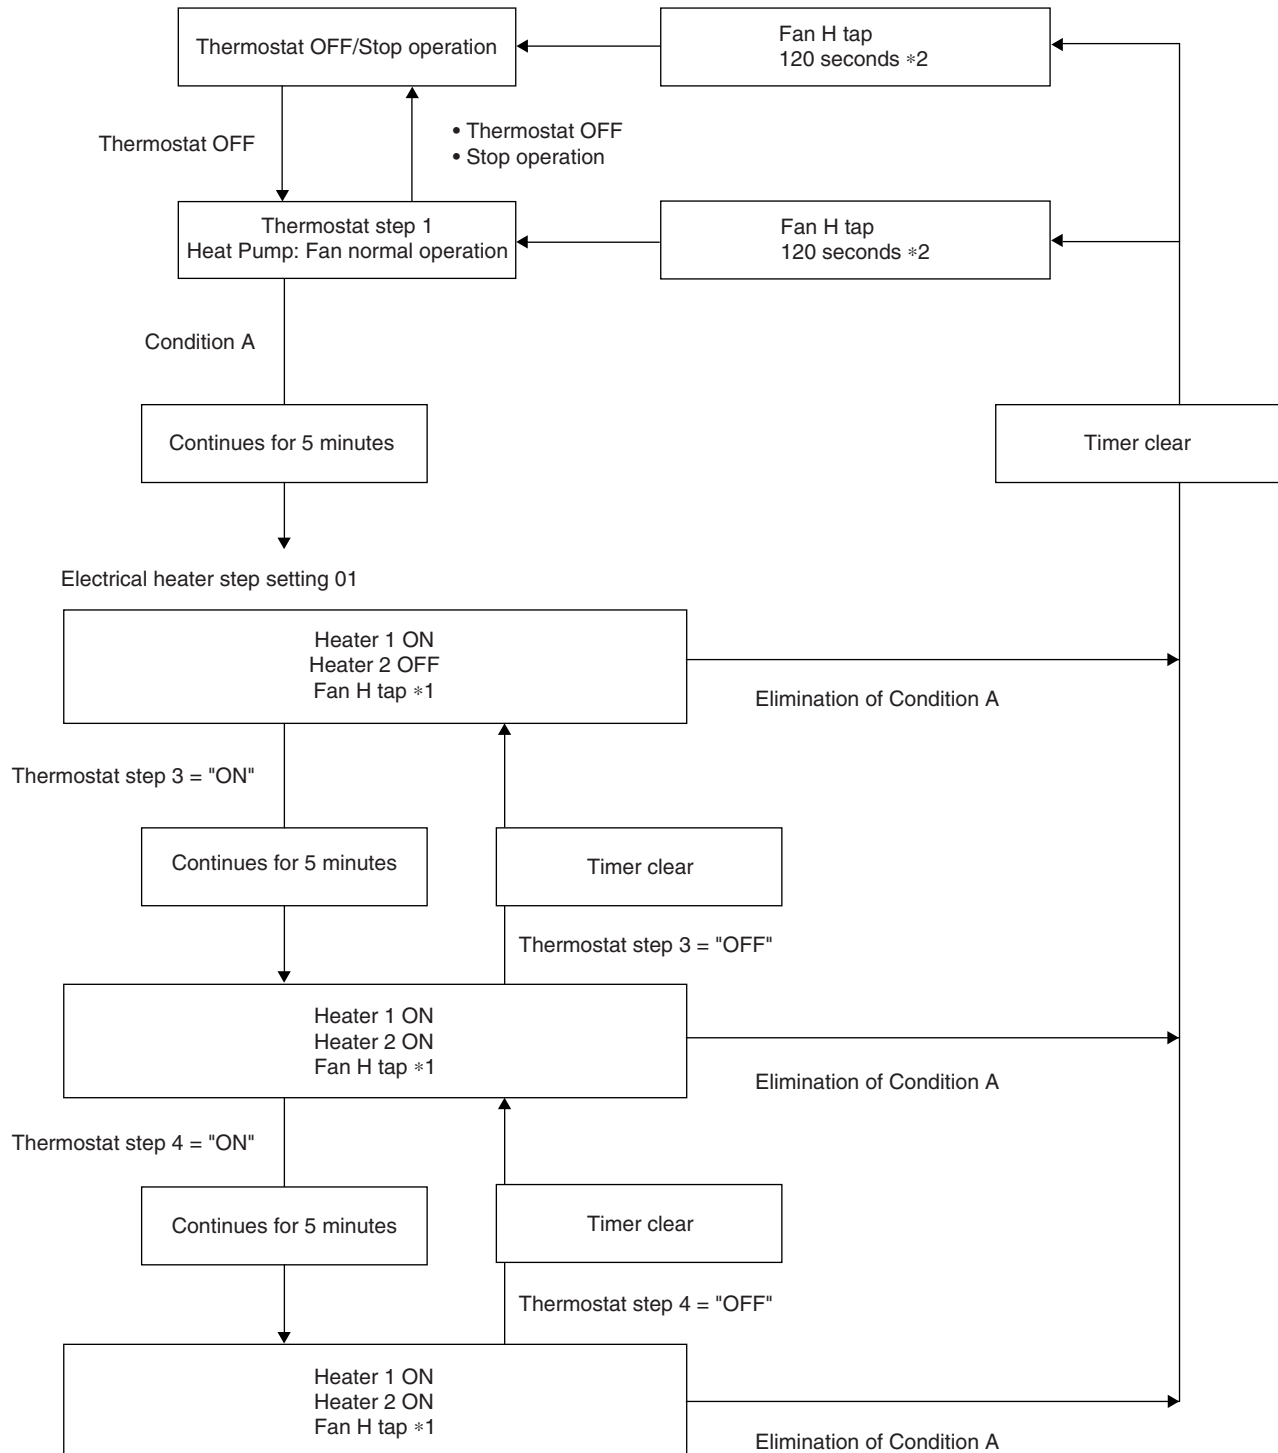 Thermostat OFF/Stop operation
Fan H tap
120 seconds *2
Thermostat OFF
• Thermostat OFF
• Stop operation
Thermostat step 1
Heat Pump: Fan normal operation
Fan H tap
120 seconds *2
Condition A
Continues for 5 minutes
Timer clear
Electrical heater step setting 01
Heater 1 ON
Heater 2 OFF
Fan H tap *1
Elimination of Condition A
Thermostat step 3 = "ON"
Continues for 5 minutes
Timer clear
Thermostat step 3 = "OFF"
Heater 1 ON
Heater 2 ON
Fan H tap *1
Elimination of Condition A
Thermostat step 4 = "ON"
Continues for 5 minutes
Timer clear
Thermostat step 4 = "OFF"
Heater 1 ON
Heater 2 ON
Fan H tap *1
Elimination of Condition A